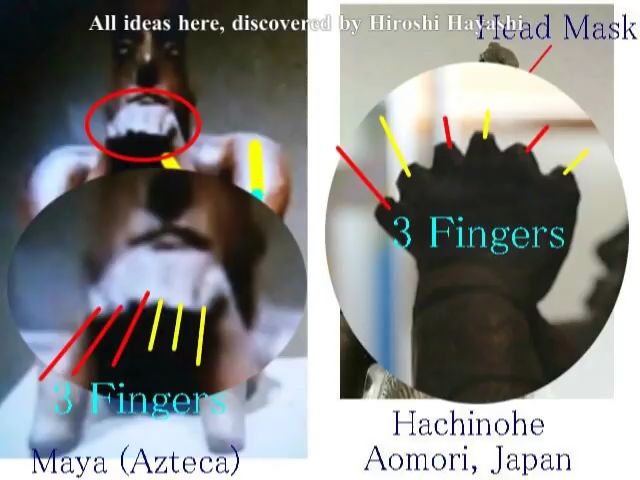 All ideas here, discovered by Hiroshi Hayashi
Head Mask
3 Fingers
3 Fingers
Maya (Azteca)
Hachinohe
Aomori, Japan